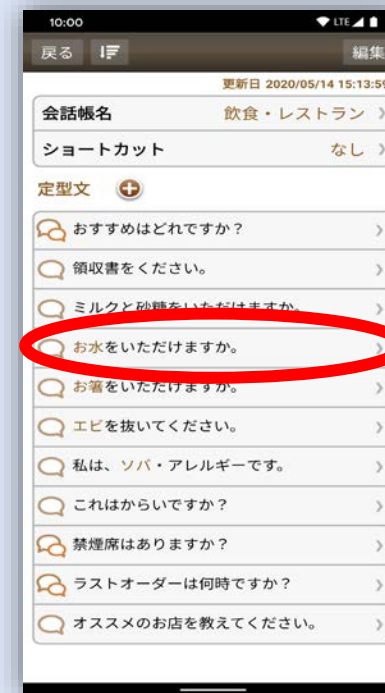 10:00 LTE
戻る 編集
更新日 2020/05/14 15:13:59
会話帳名 飲食・レストラン
ショートカット なし
定型文
おすすめはどれですか？
領収書をください。
ミルクと砂糖をいただけますか。
お水をいただけますか。
お箸をいただけますか。
エビを抜いてください。
私は、ソバ・アレルギーです。
これはからいですか？
禁煙席はありますか？
ラストオーダーは何時ですか？
オススメのお店を教えてください。